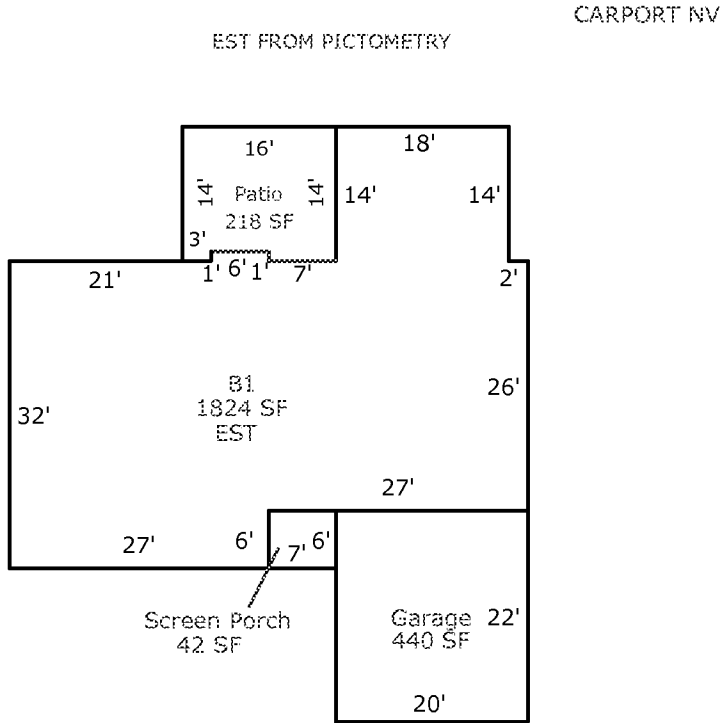 CARPORT NV
EST FROM PICTOMETRY
16'
18'
14'
Patio
218 SF
14'
14'
14'
3'
21'
1'
6'
1'
7'
2'
B1
1824 SF
EST
32'
26'
27'
27'
6'
7'
6'
Screen Porch
42 SF
Garage
440 SF
22'
20'